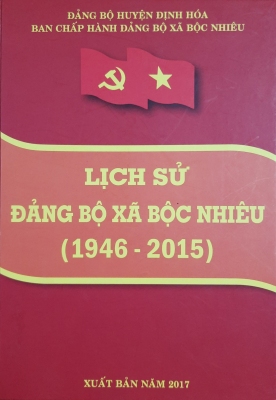 ĐẢNG BỘ HUYỆN ĐỊNH HÓA
BAN CHẤP HÀNH ĐẢNG BỘ XÃ BỘC NHIÊU
LỊCH SỬ
ĐẢNG BỘ XÃ BỘC NHIÊU
(1946 - 2015)
XUẤT BẢN NĂM 2017